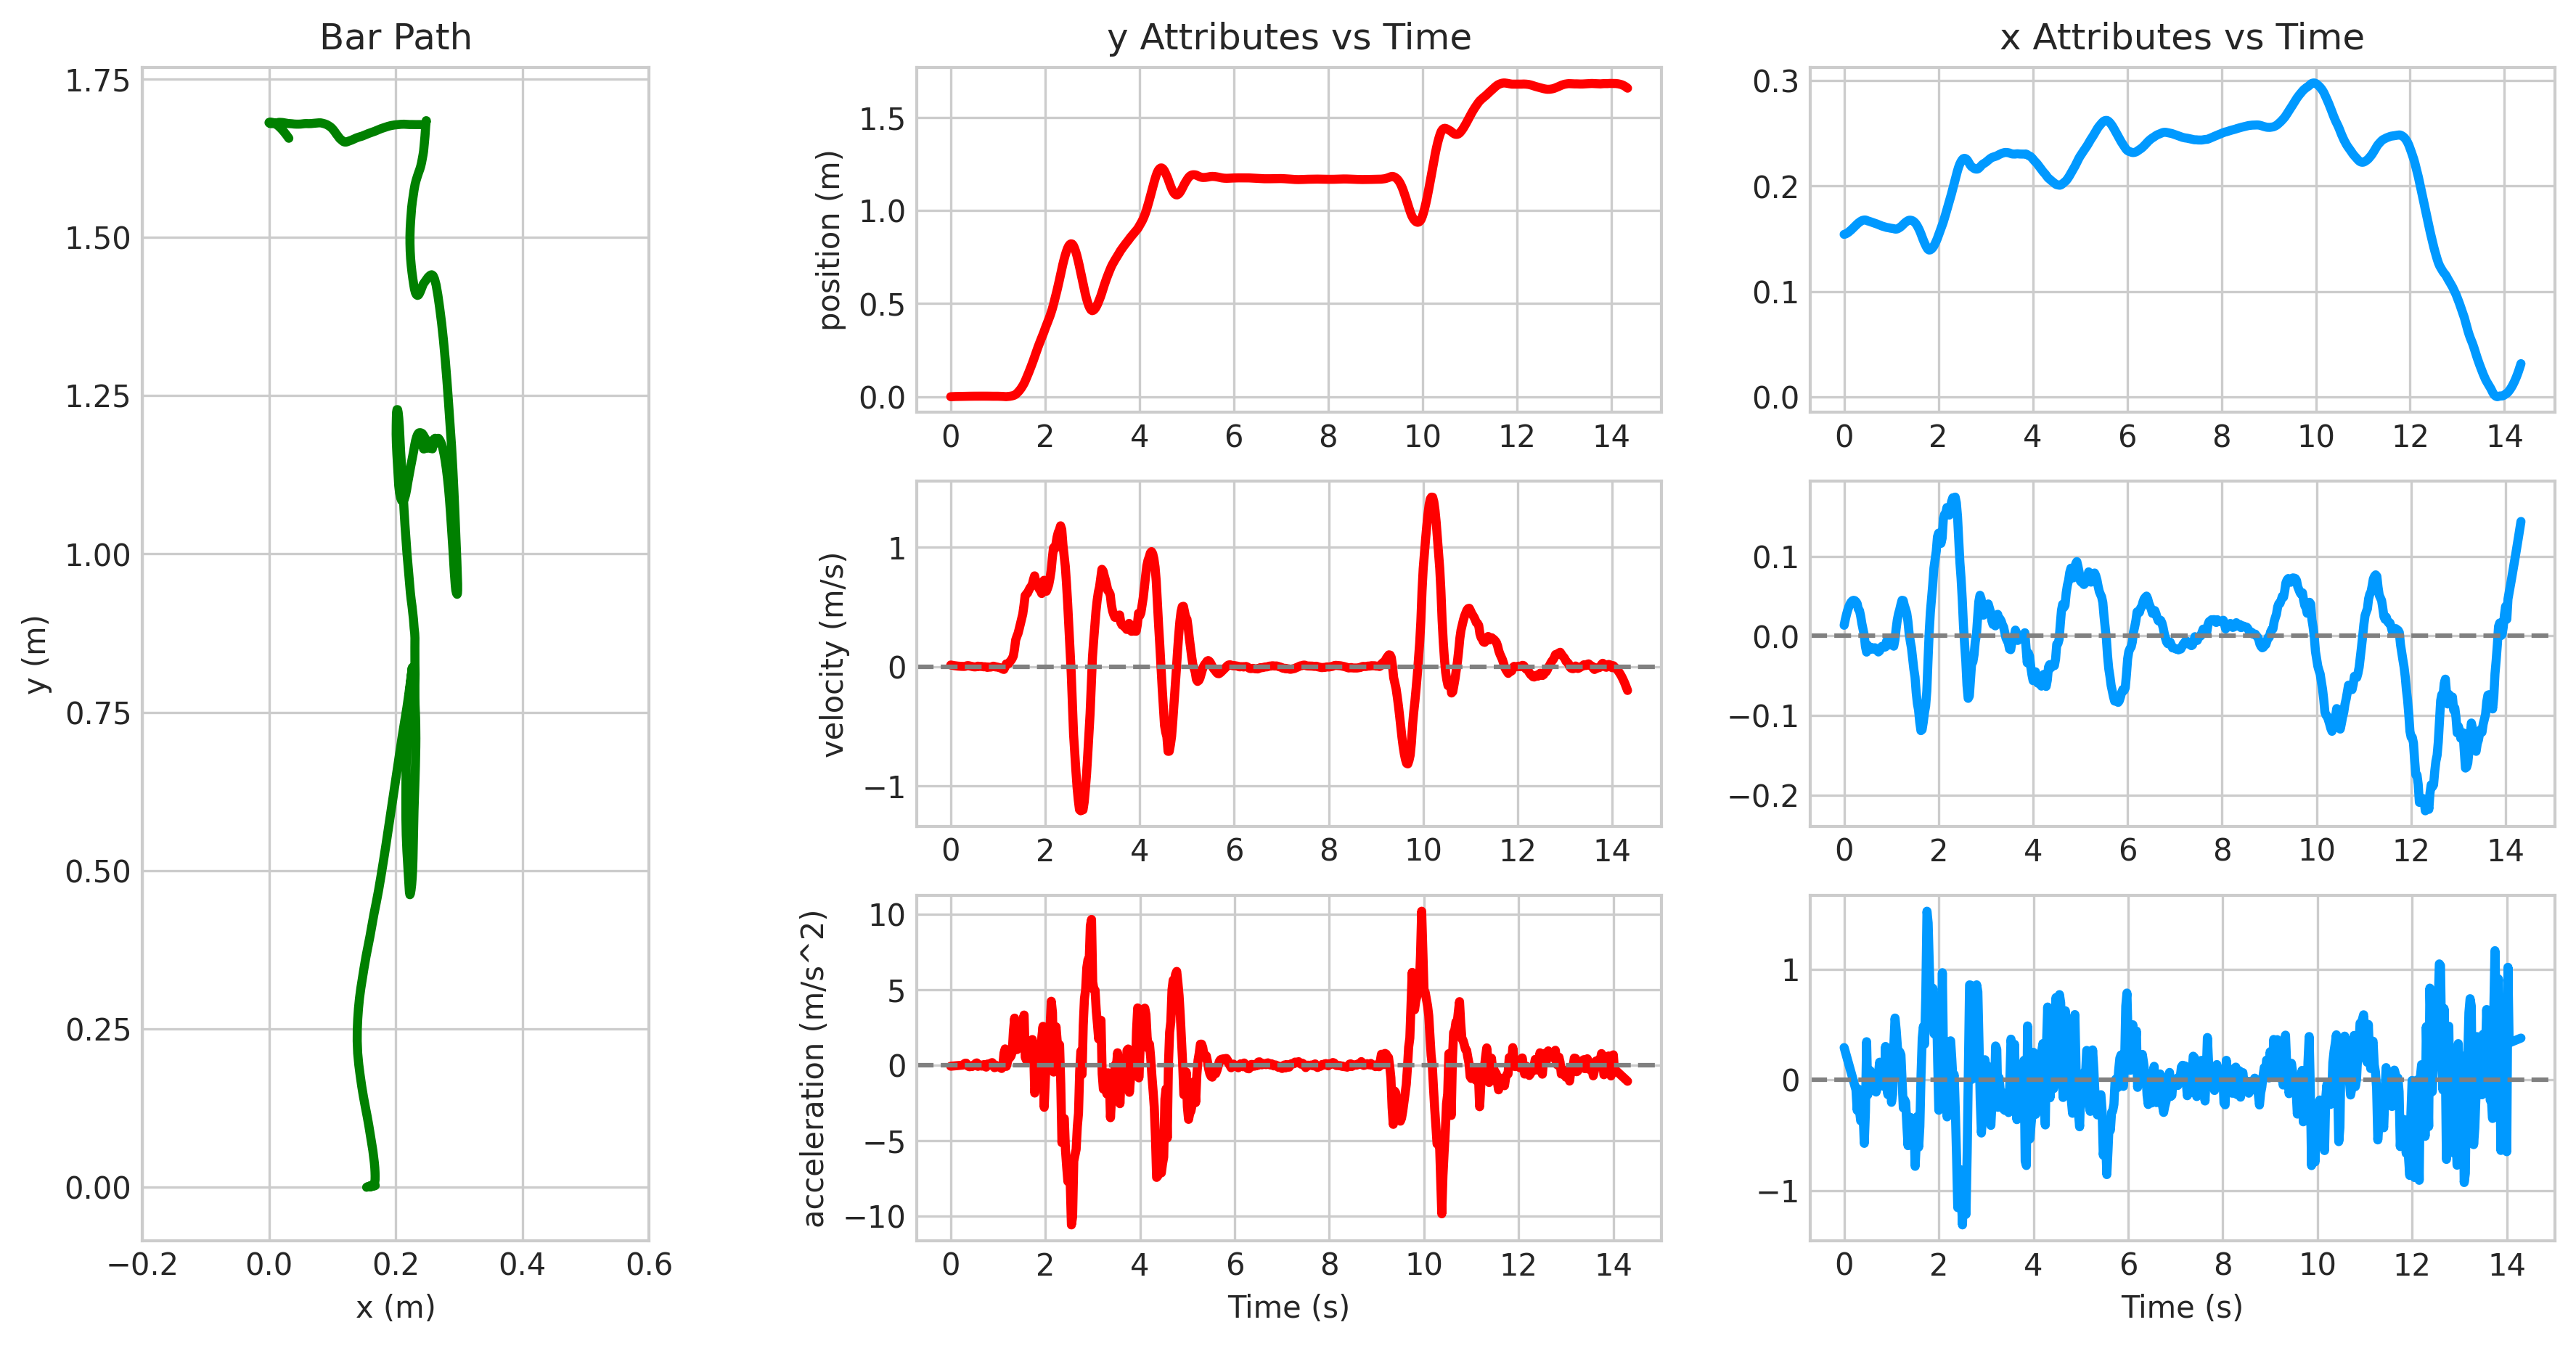 Bar Path
y Attributes vs Time
x Attributes vs Time
1.75
1.50
1.25
1.00
0.75
0.50
0.25
0.00
y (m)
−0.2 0.0 0.2 0.4 0.6
x (m)
1.5
1.0
0.5
0.0
position (m)
0 2 4 6 8 10 12 14
1
0
−1
velocity (m/s)
0 2 4 6 8 10 12 14
10
5
0
−5
−10
acceleration (m/s^2)
0 2 4 6 8 10 12 14
Time (s)
0.3
0.2
0.1
0.0
0 2 4 6 8 10 12 14
0.1
0.0
−0.1
−0.2
0 2 4 6 8 10 12 14
1
0
−1
0 2 4 6 8 10 12 14
Time (s)